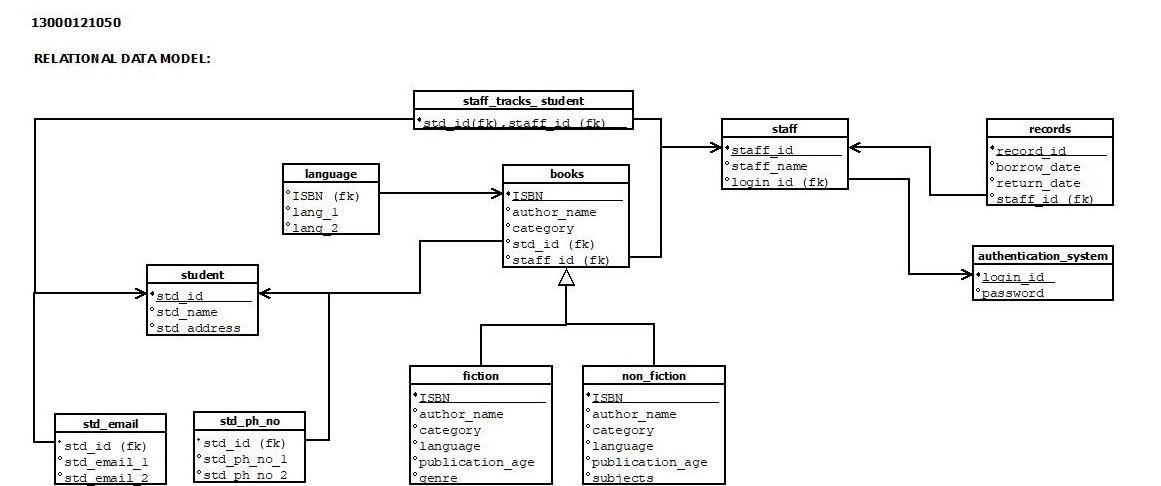 13000121050
RELATIONAL DATA MODEL:
staff_tracks_ student
std_id(fk),staff_id (fk)
staff
staff_id
staff_name
login_id (fk)
records
record_id
borrow_date
return_date
staff_id (fk)
language
ISBN (fk)
lang_1
lang_2
books
ISBN
author_name
category
std_id (fk)
staff_id (fk)
authentication_system
login_id
password
student
std_id
std_name
std_address
fiction
ISBN
author_name
category
language
publication_age
genre
non_fiction
ISBN
author_name
category
language
publication_age
subjects
std_email
std_id (fk)
std_email_1
std_email_2
std_ph_no
std_id (fk)
std_ph_no_1
std_ph_no_2